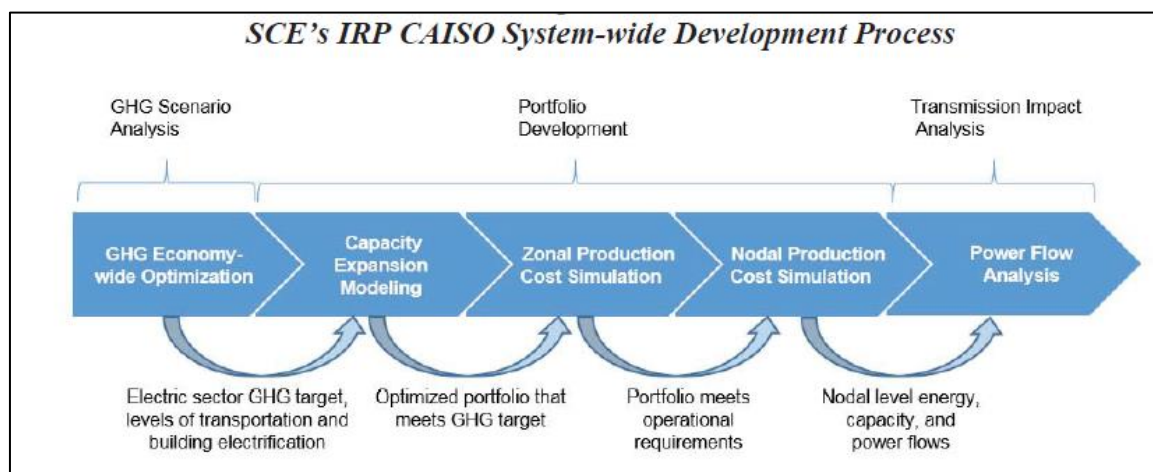 SCE's IRP CAISO System-wide Development Process
GHG Scenario
Analysis
Portfolio
Development
Transmission Impact
Analysis
GHG Economy-
wide Optimization
Capacity
Expansion
Modeling
Zonal Production
Cost Simulation
Nodal Production
Cost Simulation
Power Flow
Analysis
Electric sector GHG target,
levels of transportation and
building electrification
Optimized portfolio that
meets GHG target
Portfolio meets
operational
requirements
Nodal level energy,
capacity, and
power flows